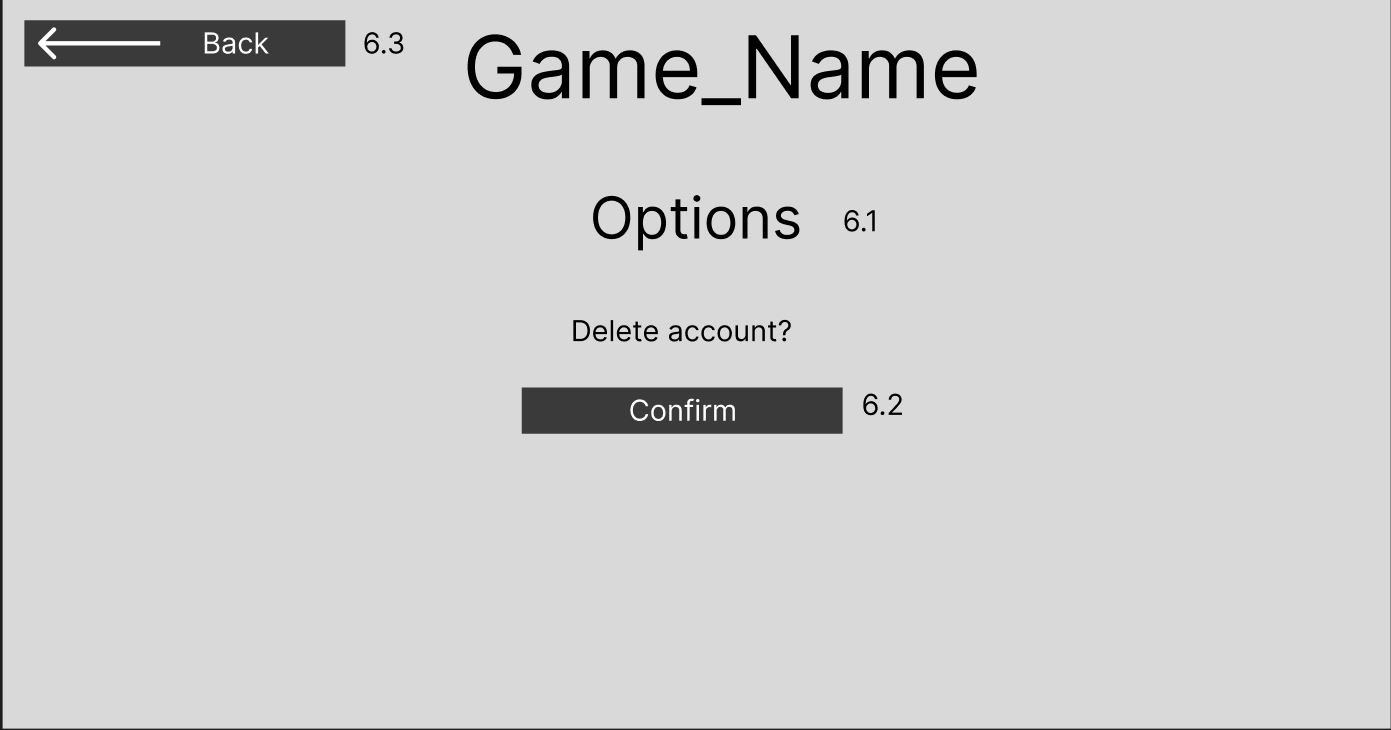 Back 6.3
Game_Name
Options 6.1
Delete account?
Confirm 6.2